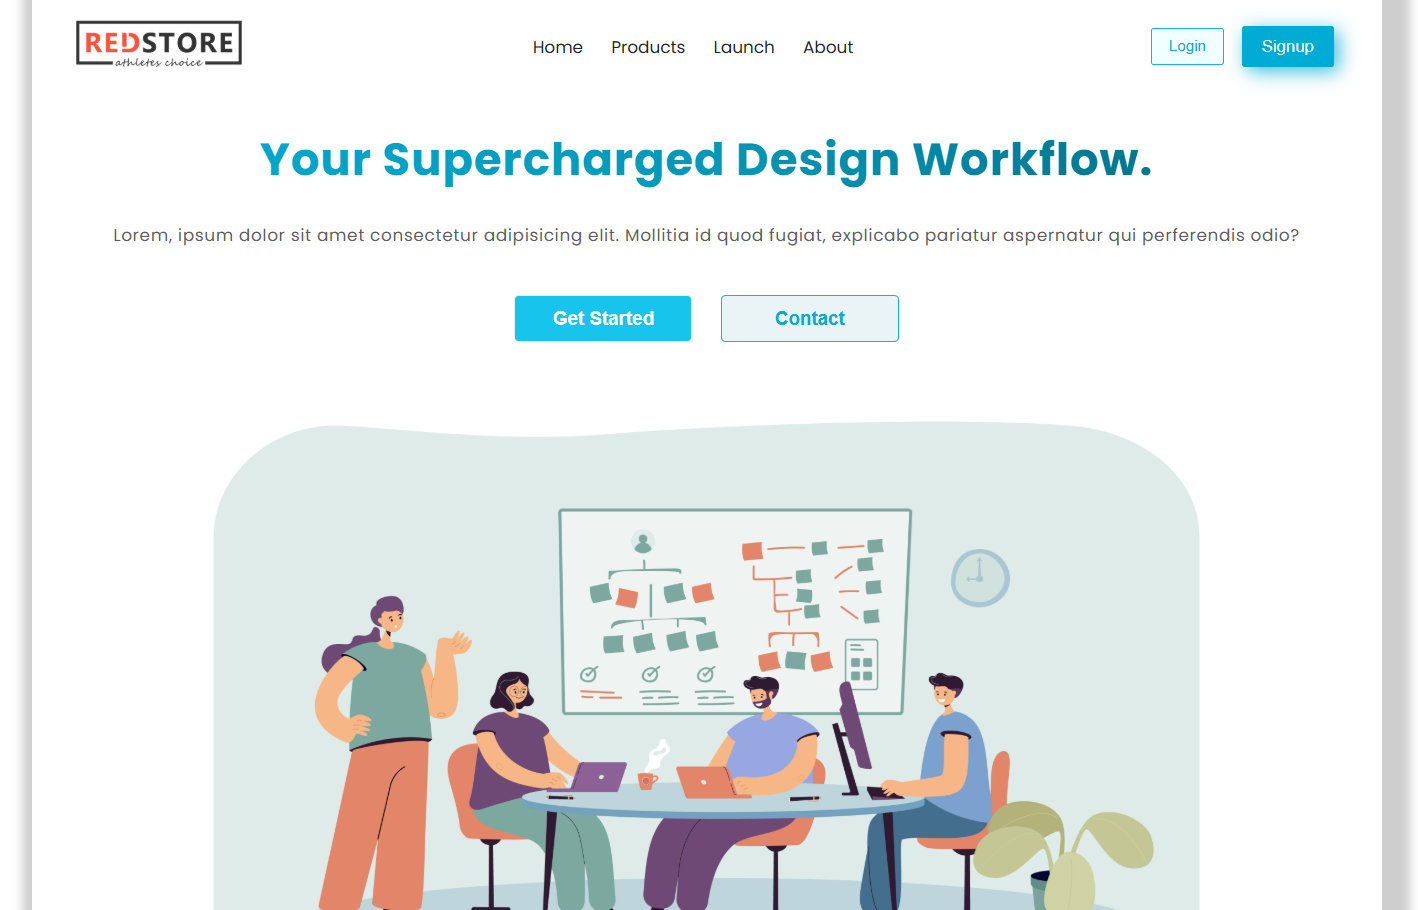 REDSTORE
athletes choice
Home Products Launch About
Login Signup
Your Supercharged Design Workflow.
Lorem, ipsum dolor sit amet consectetur adipisicing elit. Mollitia id quod fugiat, explicabo pariatur aspernatur qui perferendis odio?
Get Started Contact